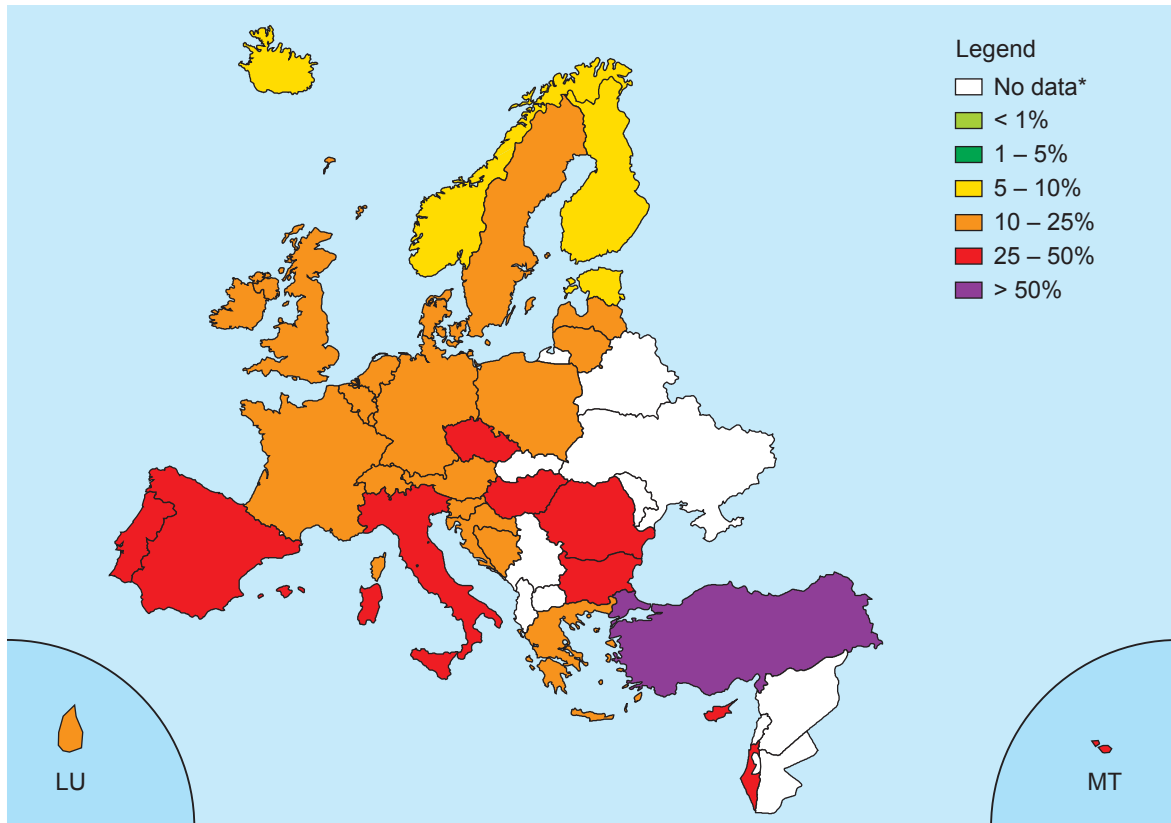 Legend
No data*
< 1%
1 – 5%
5 – 10%
10 – 25%
25 – 50%
> 50%
LU
MT